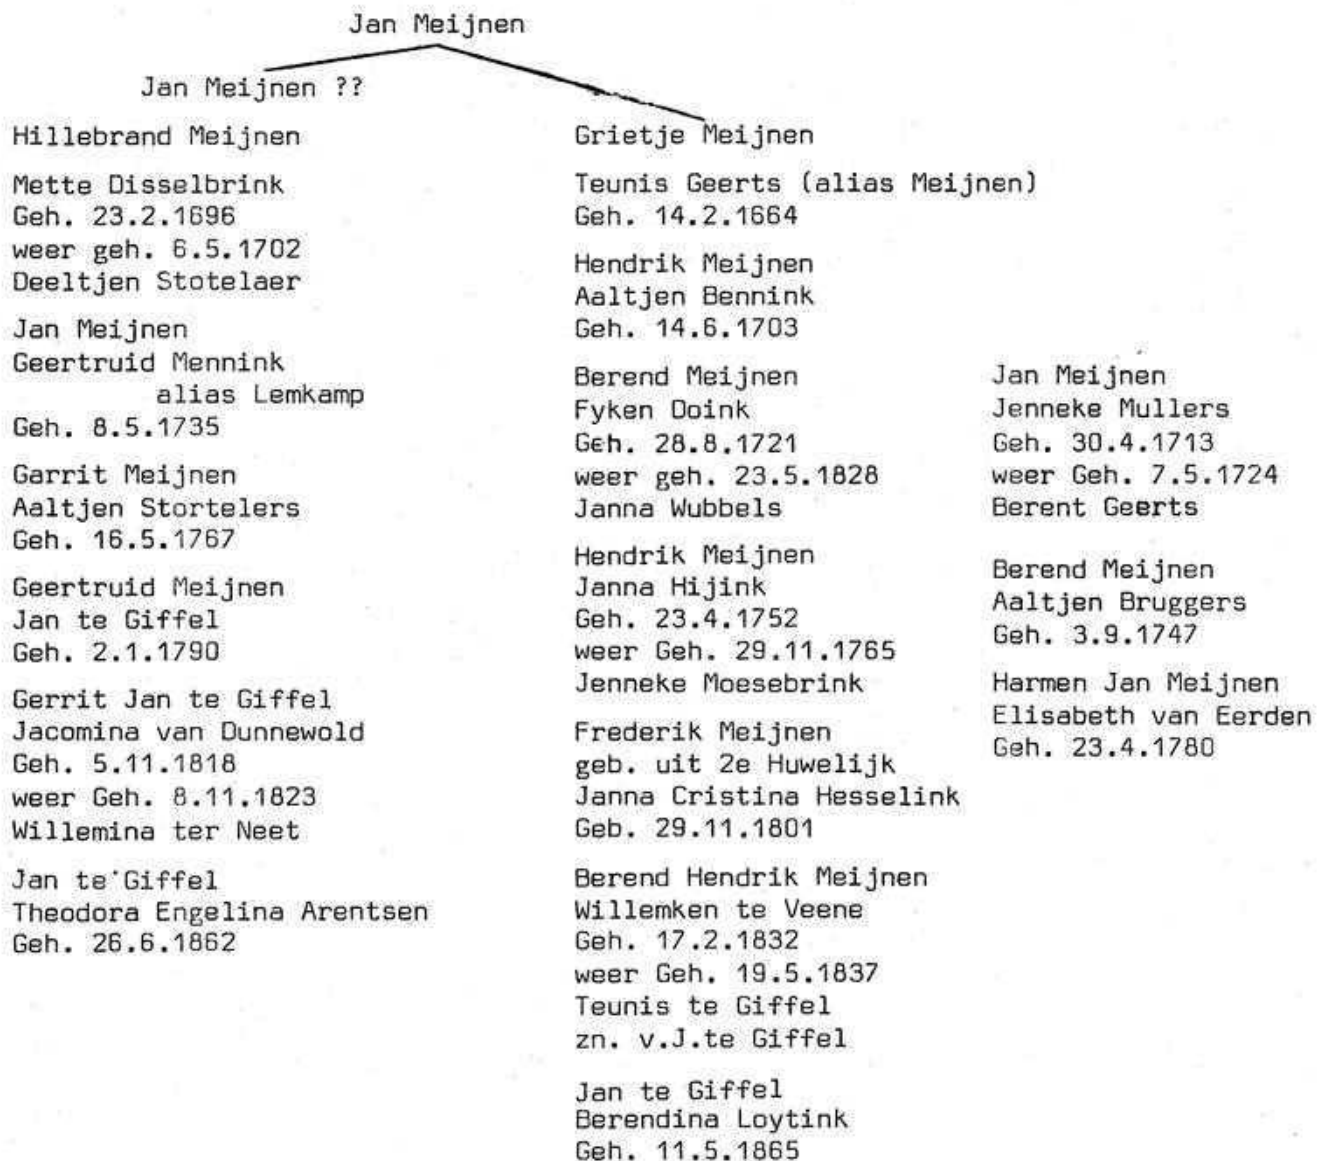 Jan Meijnen
Jan Meijnen ??
Hillebrand Meijnen
Mette Disselbrink
Geh. 23.2.1696
weer geh. 6.5.1702
Deeltjen Stotelaer
Jan Meijnen
Geertruid Mennink
alias Lemkamp
Geh. 8.5.1735
Garrit Meijnen
Aaltjen Stortelers
Geh. 16.5.1767
Geertruid Meijnen
Jan te Giffel
Geh. 2.1.1790
Gerrit Jan te Giffel
Jacomina van Dunnewold
Geh. 5.11.1818
weer Geh. 8.11.1823
Willemina ter Neet
Jan te Giffel
Theodora Engelina Arentsen
Geh. 26.6.1862
Grietje Meijnen
Teunis Geerts (alias Meijnen)
Geh. 14.2.1664
Hendrik Meijnen
Aaltjen Bennink
Geh. 14.6.1703
Berend Meijnen
Fyken Doink
Geh. 28.8.1721
weer geh. 23.5.1828
Janna Wubbels
Hendrik Meijnen
Janna Hijink
Geh. 23.4.1752
weer Geh. 29.11.1765
Jenneke Moesebrink
Frederik Meijnen
geb. uit 2e Huwelijk
Janna Cristina Hesselink
Geb. 29.11.1801
Berend Hendrik Meijnen
Willemken te Veene
Geh. 17.2.1832
weer Geh. 19.5.1837
Teunis te Giffel
zn. v.J.te Giffel
Jan te Giffel
Berendina Loytink
Geh. 11.5.1865
Jan Meijnen
Jenneke Mullers
Geh. 30.4.1713
weer Geh. 7.5.1724
Berent Geerts
Berend Meijnen
Aaltjen Bruggers
Geh. 3.9.1747
Harmen Jan Meijnen
Elisabeth van Eerden
Geh. 23.4.1780